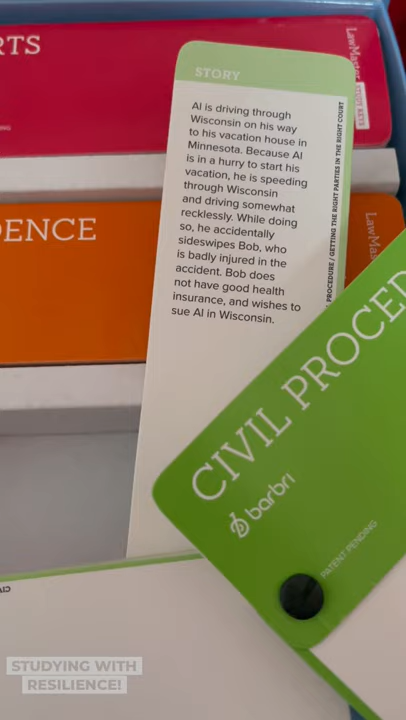 RTS
LawMaster STUDY KEYS
STORY
Al is driving through
Wisconsin on his way
to his vacation house in
Minnesota. Because Al
is in a hurry to start his
vacation, he is speeding
through Wisconsin
and driving somewhat
recklessly. While doing
so, he accidentally
sideswipes Bob, who
is badly injured in the
accident. Bob does
not have good health
insurance, and wishes to
sue Al in Wisconsin.
PROCEDURE / GETTING THE RIGHT PARTIES IN THE RIGHT COURT
DENCE
LawMas
CIVIL PROCED
barbri
PATENT PENDING
STUDYING WITH
RESILIENCE!